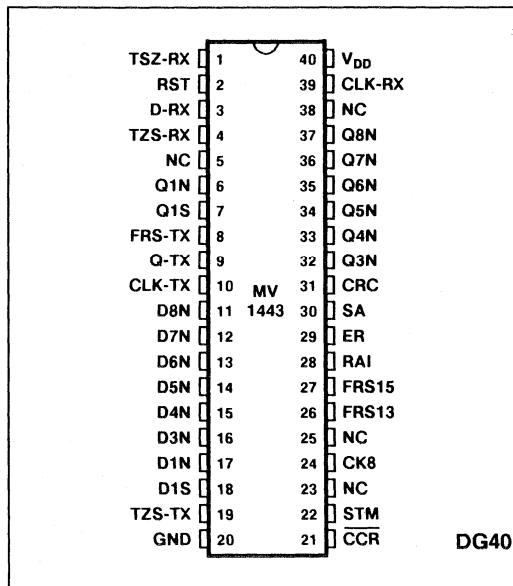 TSZ-RX 1 40 VDD
RST 2 39 CLK-RX
D-RX 3 38 NC
TZS-RX 4 37 Q8N
NC 5 36 Q7N
Q1N 6 35 Q6N
Q1S 7 34 Q5N
FRS-TX 8 33 Q4N
Q-TX 9 32 Q3N
CLK-TX 10 MV 31 CRC
D8N 11 1443 30 SA
D7N 12 29 ER
D6N 13 28 RAI
D5N 14 27 FRS15
D4N 15 26 FRS13
D3N 16 25 NC
D1N 17 24 CK8
D1S 18 23 NC
TZS-TX 19 22 STM
GND 20 21 CCR
DG40